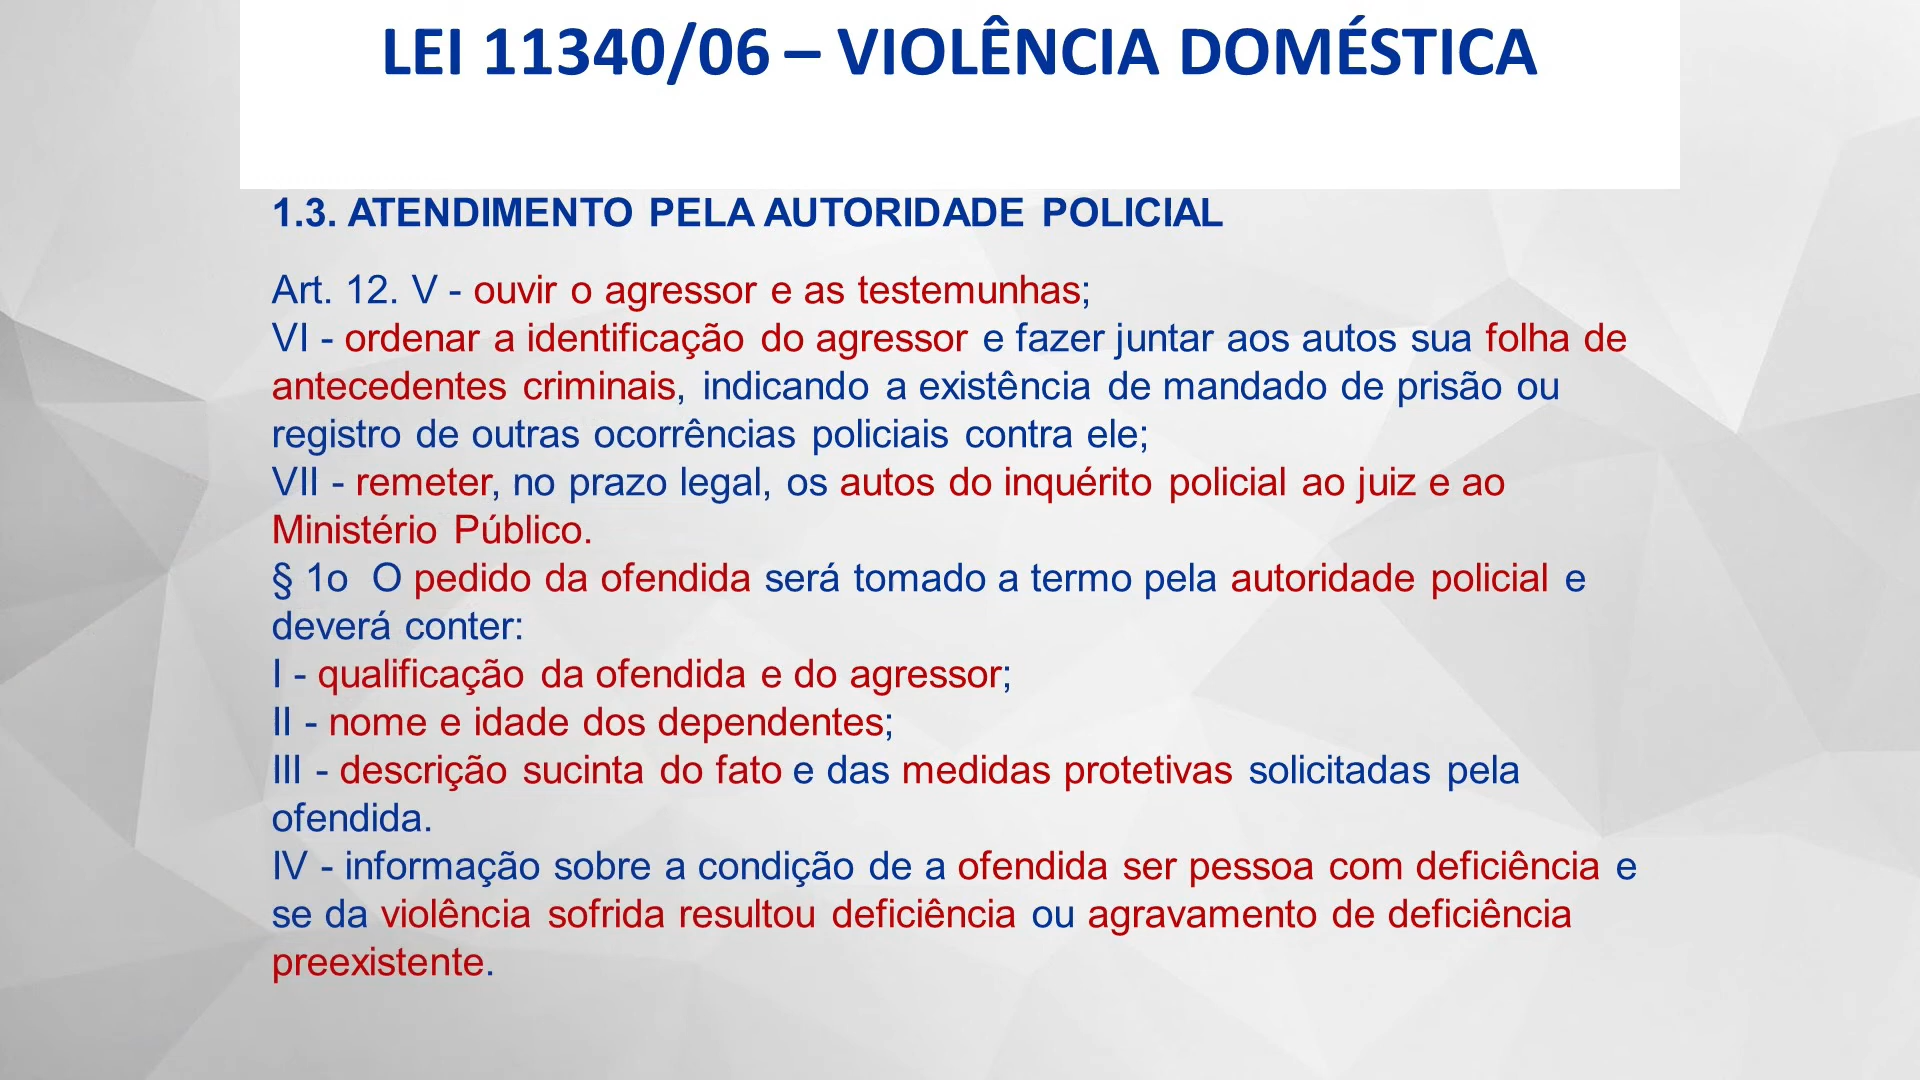 LEI 11340/06 – VIOLÊNCIA DOMÉSTICA
1.3. ATENDIMENTO PELA AUTORIDADE POLICIAL
Art. 12. V - ouvir o agressor e as testemunhas;
VI - ordenar a identificação do agressor e fazer juntar aos autos sua folha de
antecedentes criminais, indicando a existência de mandado de prisão ou
registro de outras ocorrências policiais contra ele;
VII - remeter, no prazo legal, os autos do inquérito policial ao juiz e ao
Ministério Público.
§ 1o O pedido da ofendida será tomado a termo pela autoridade policial e
deverá conter:
I - qualificação da ofendida e do agressor;
II - nome e idade dos dependentes;
III - descrição sucinta do fato e das medidas protetivas solicitadas pela
ofendida.
IV - informação sobre a condição de a ofendida ser pessoa com deficiência e
se da violência sofrida resultou deficiência ou agravamento de deficiência
preexistente.